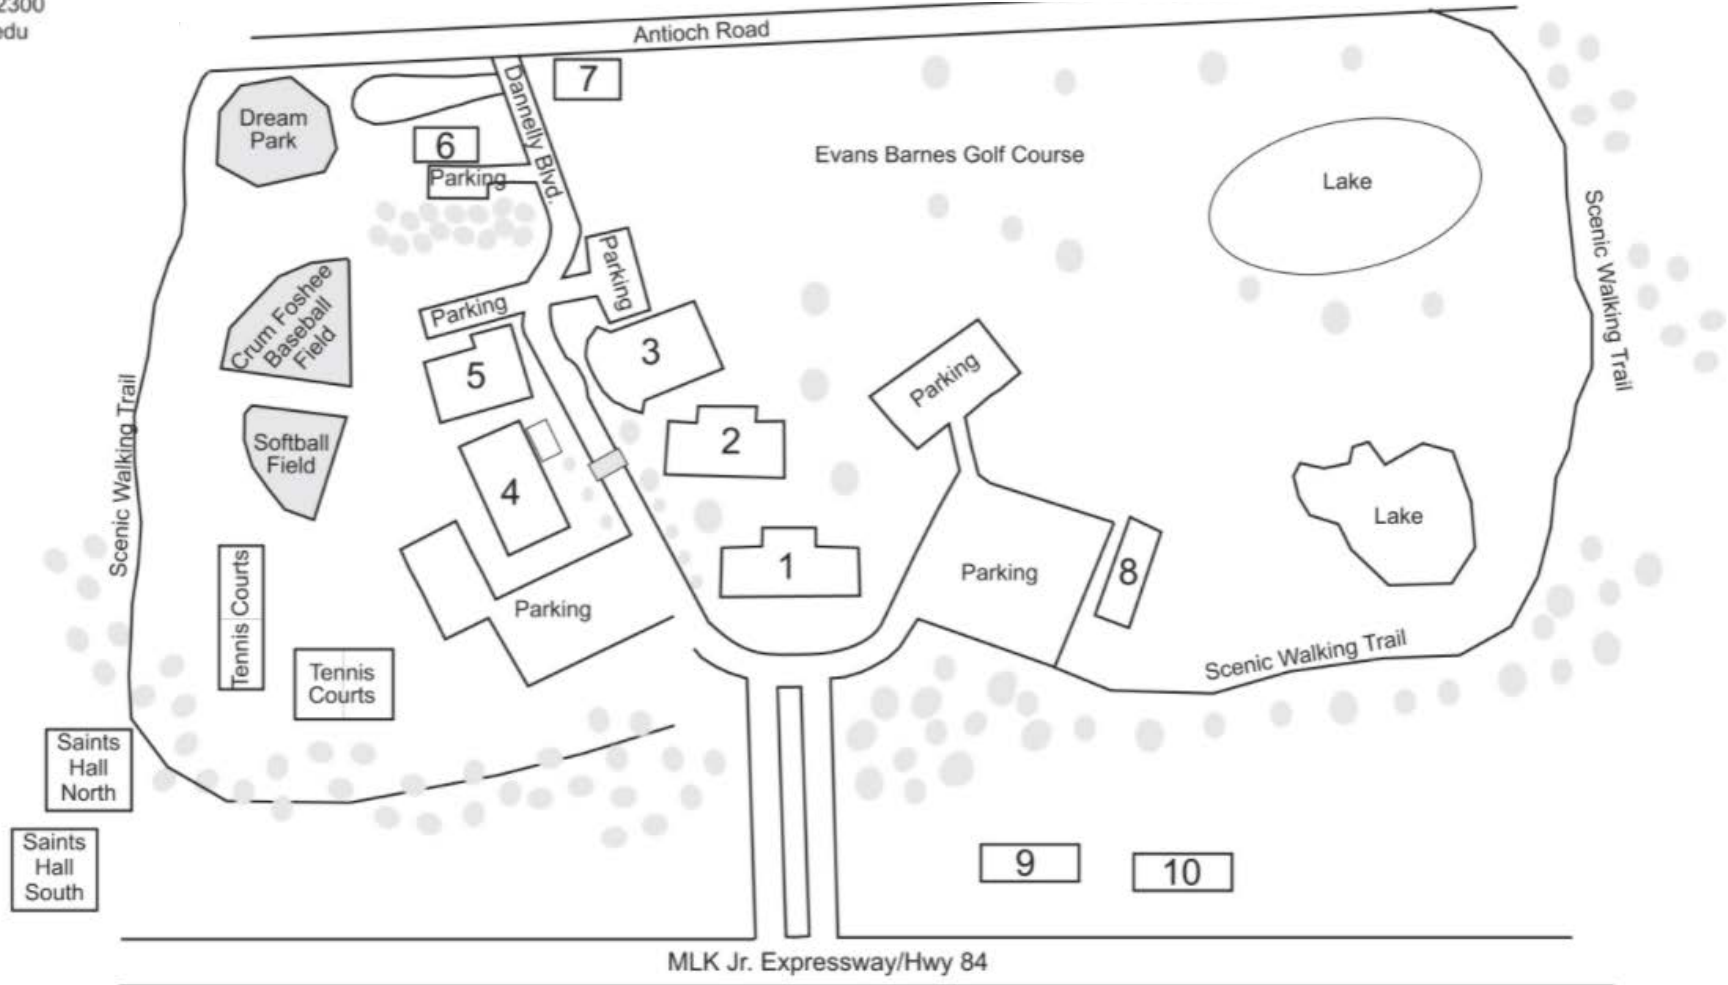 2300
edu
Antioch Road
Dannelly Blvd.
7
Dream
Park
6
Parking
Evans Barnes Golf Course
Lake
Scenic Walking Trail
Parking
Parking
Crum Foshee
Baseball
Field
3
5
Parking
Scenic Walking Trail
Softball
Field
2
4
Lake
1
Parking
8
Tennis Courts
Parking
Tennis
Courts
Scenic Walking Trail
Saints
Hall
North
Saints
Hall
South
9
10
MLK Jr. Expressway/Hwy 84